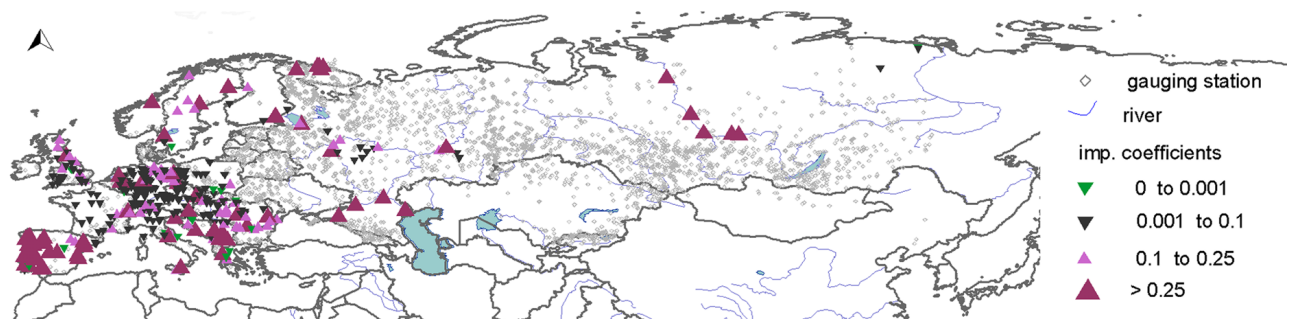 gauging station
river
imp. coefficients
0 to 0.001
0.001 to 0.1
0.1 to 0.25
> 0.25